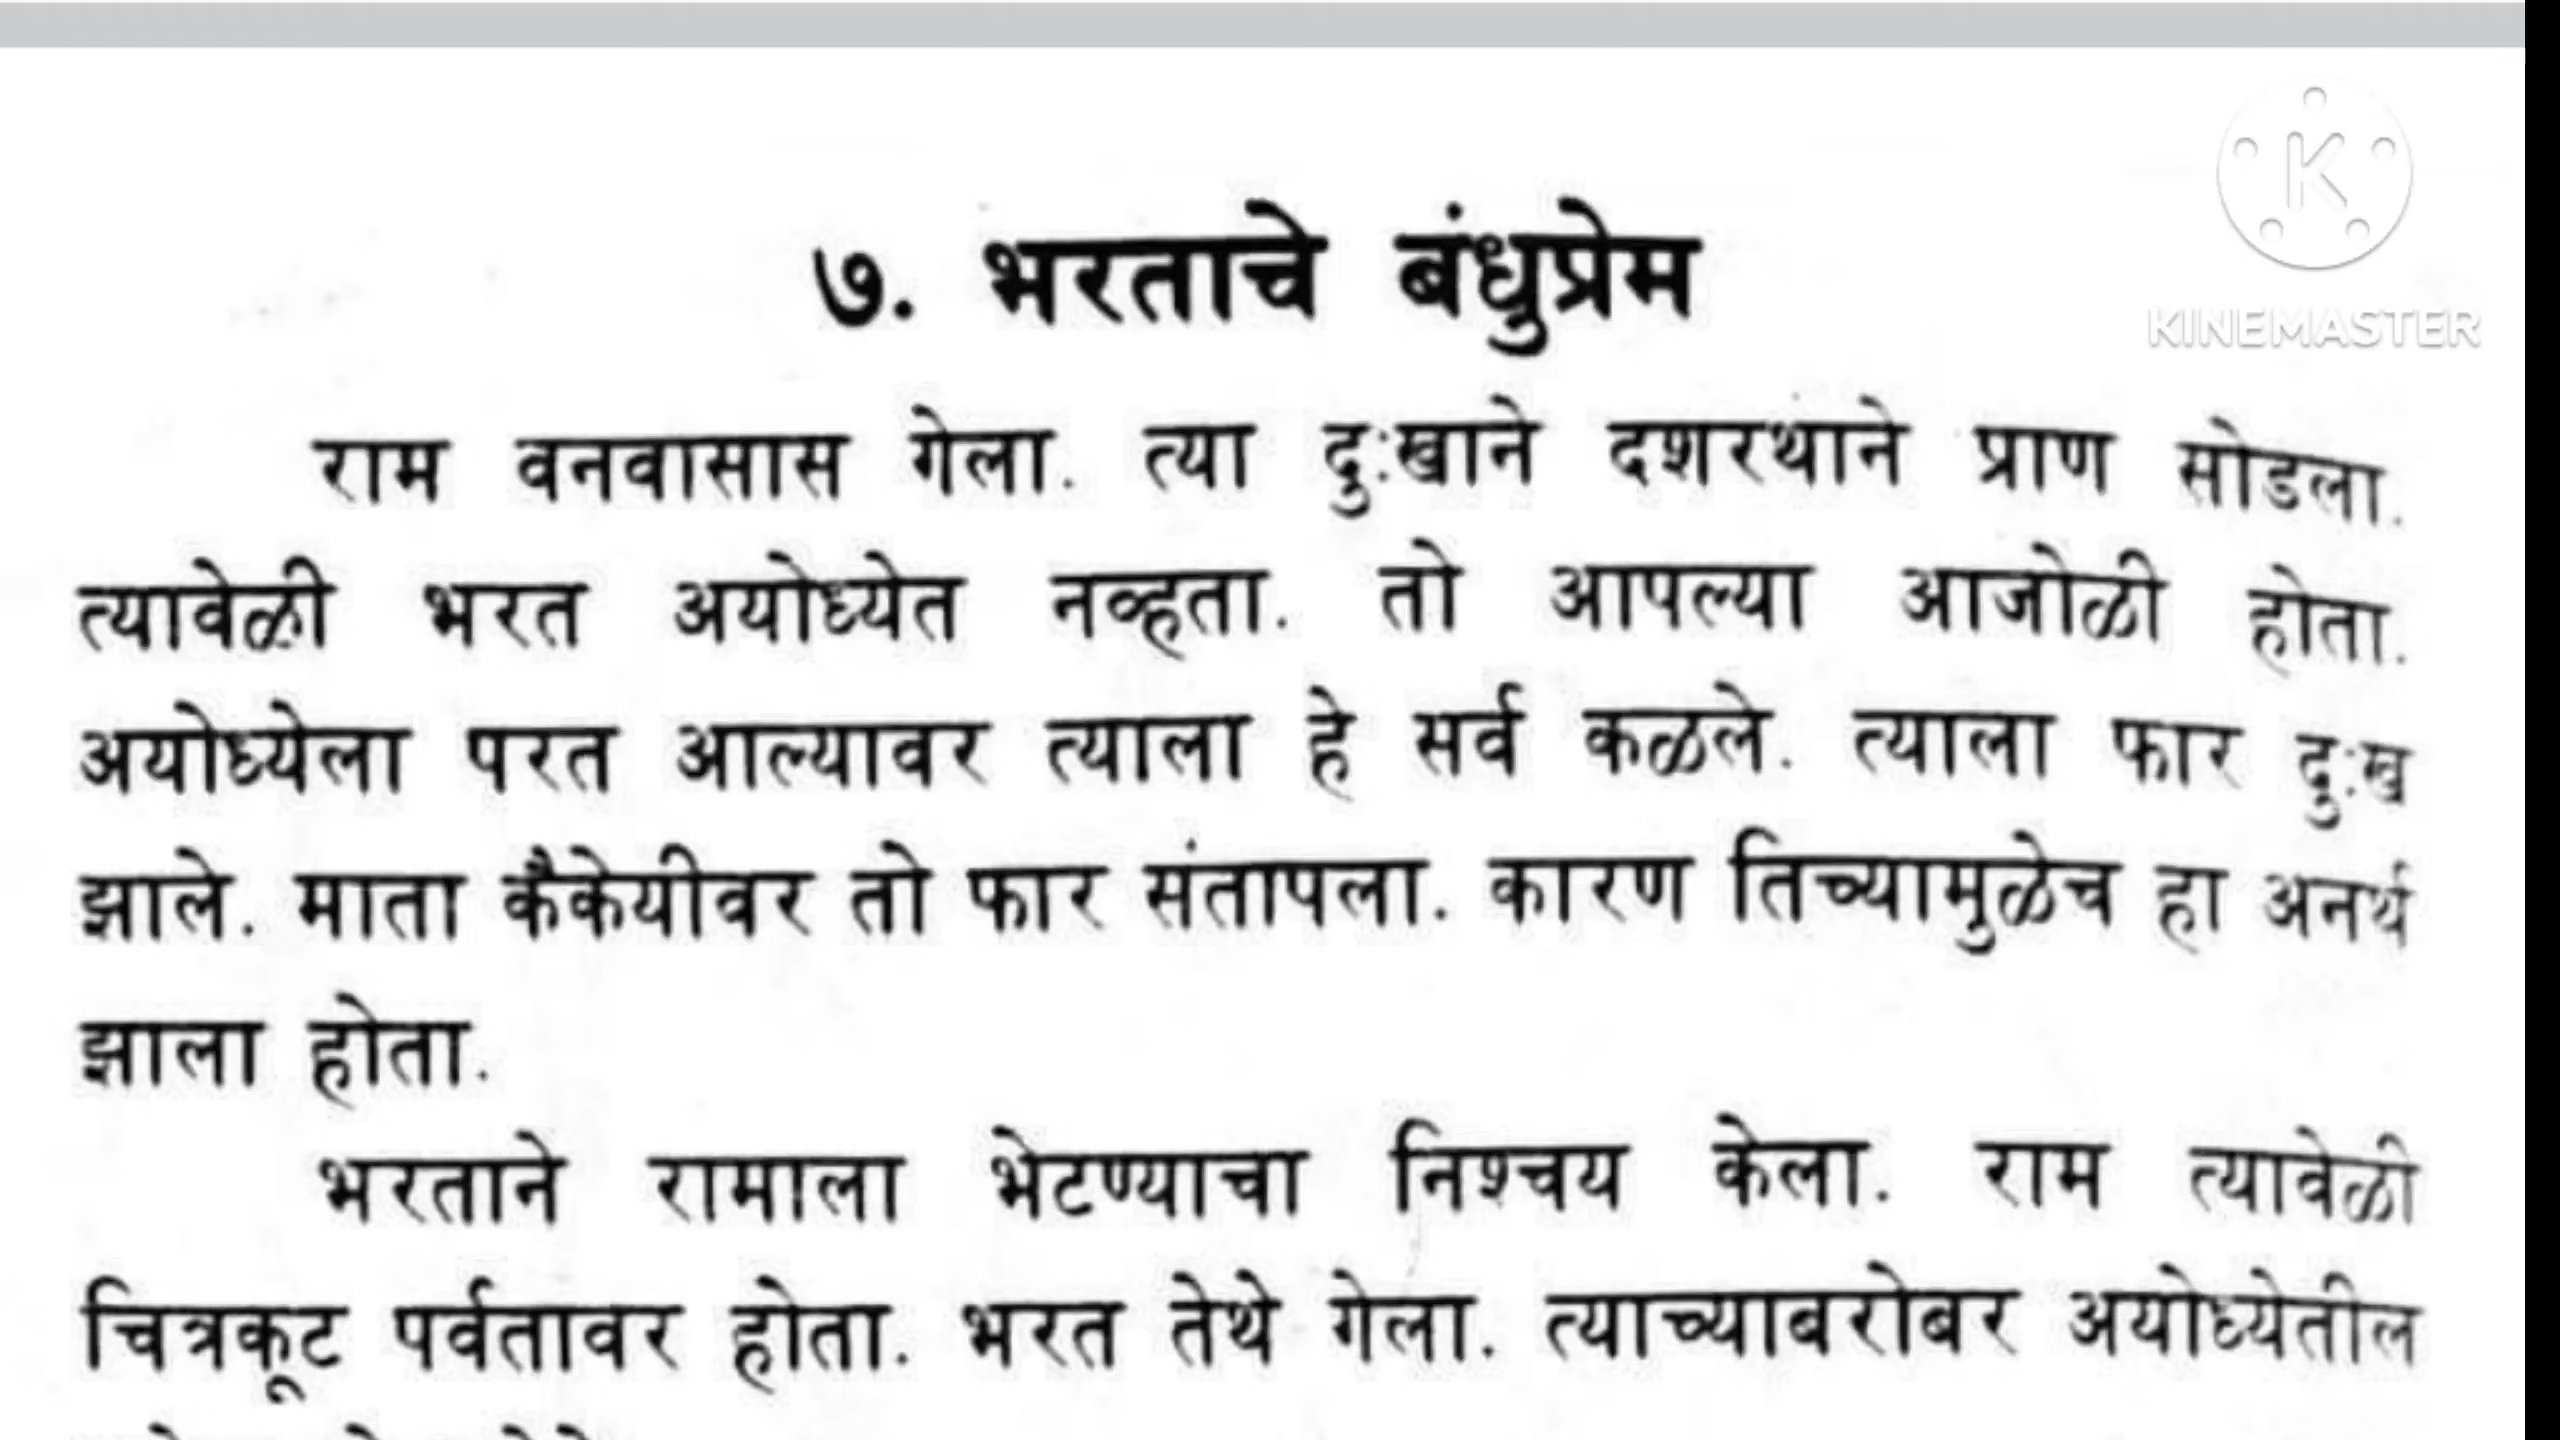 KINEMASTER
७. भरताचे बंधुप्रेम
राम वनवासास गेला. त्या दुःखाने दशरथाने प्राण सोडला.
त्यावेळी भरत अयोध्येत नव्हता. तो आपल्या आजोळी होता.
अयोध्येला परत आल्यावर त्याला हे सर्व कळले. त्याला फार दुःख
झाले. माता कैकेयीवर तो फार संतापला. कारण तिच्यामुळेच हा अनर्थ
झाला होता.
भरताने रामाला भेटण्याचा निश्चय केला. राम त्यावेळी
चित्रकूट पर्वतावर होता. भरत तेथे गेला. त्याच्याबरोबर अयोध्येतील